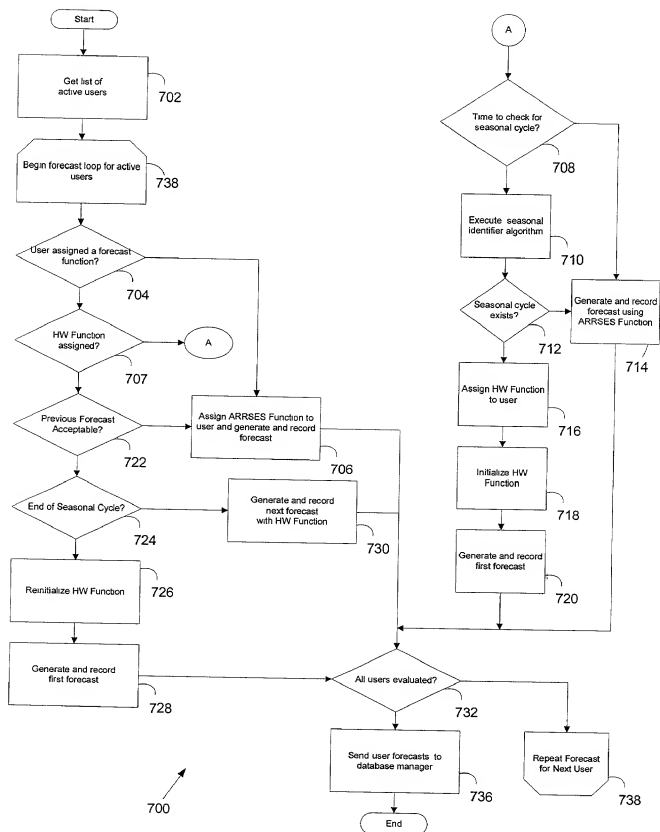 Start
Get list of
active users
702
Begin forecast loop for active
users
738
User assigned a forecast
function?
704
HW Function
assigned?
707
A
Previous Forecast
Acceptable?
722
Assign ARRSES Function to
user and generate and record
forecast
706
End of Seasonal Cycle?
724
Generate and record
next forecast
with HW Function
730
Reinitialize HW Function
726
Generate and record
first forecast
728
A
Time to check for
seasonal cycle?
708
Execute seasonal
identifier algorithm
710
Seasonal cycle
exists?
712
Generate and record
forecast using
ARRSES Function
714
Assign HW Function
to user
716
Initialize HW
Function
718
Generate and record
first forecast
720
All users evaluated?
732
Send user forecasts to
database manager
736
Repeat Forecast
for Next User
738
End
700